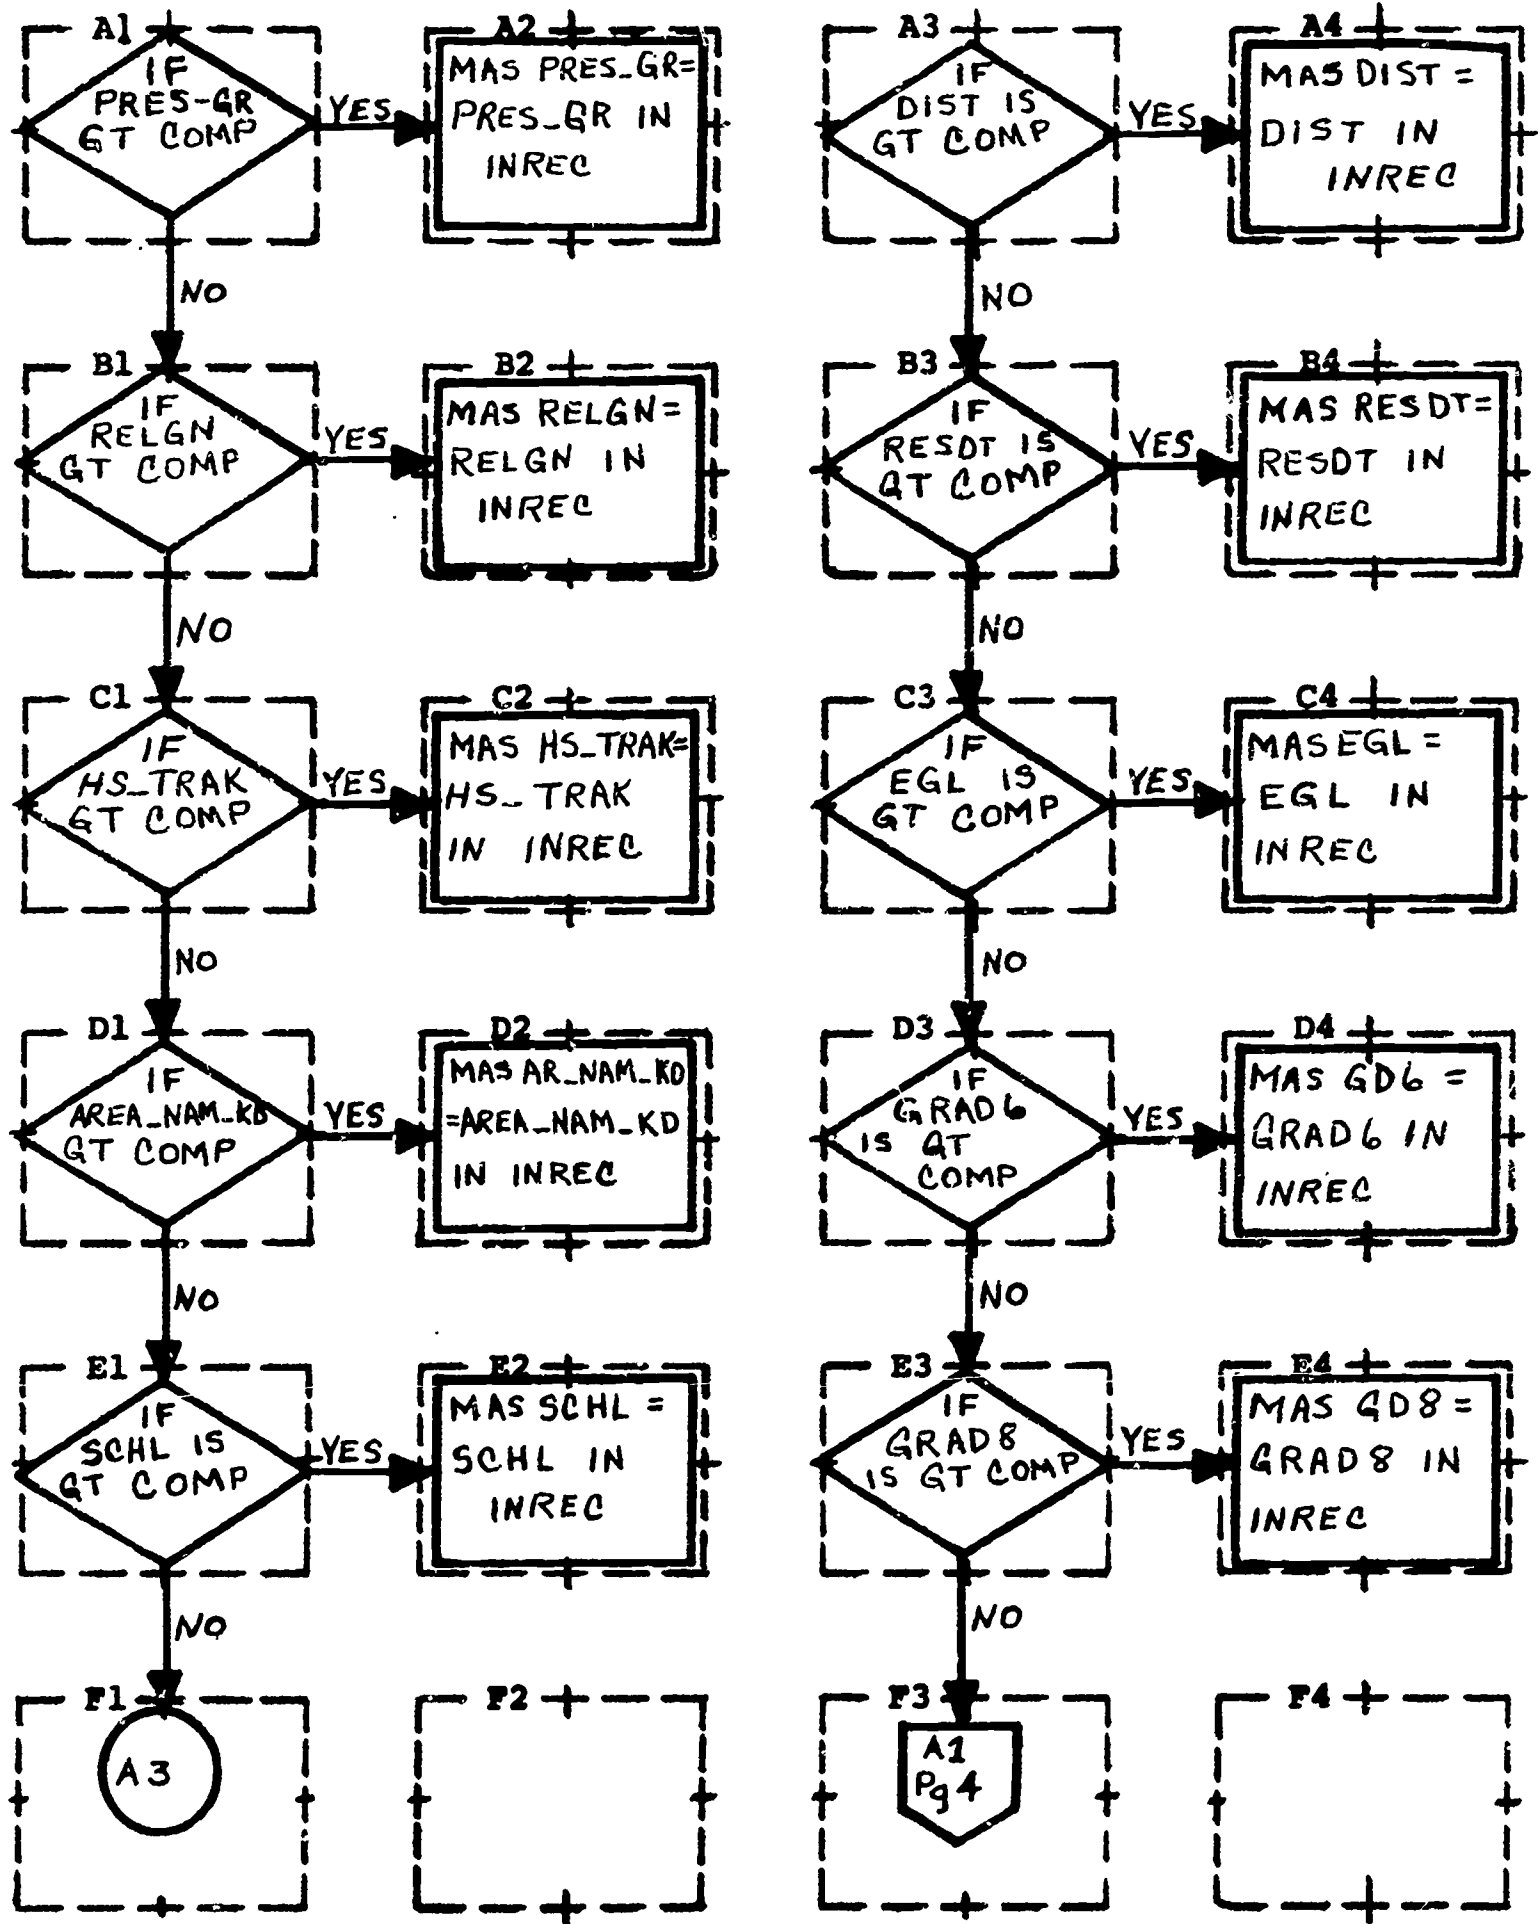 A1
IF
PRES-GR
GT COMP
YES
A2
MAS PRES_GR=
PRES_GR IN
INREC
NO
B1
IF
RELGN
GT COMP
YES
B2
MAS RELGN=
RELGN IN
INREC
NO
C1
IF
HS_TRAK
GT COMP
YES
C2
MAS HS_TRAK=
HS_ TRAK
IN INREC
NO
D1
IF
AREA_NAM_KD
GT COMP
YES
D2
MAS AR_NAM_KD
=AREA_NAM_KD
IN INREC
NO
E1
IF
SCHL IS
GT COMP
YES
E2
MAS SCHL =
SCHL IN
INREC
NO
F1
A3
F2
A3
IF
DIST IS
GT COMP
YES
A4
MAS DIST =
DIST IN
INREC
NO
B3
IF
RESDT IS
GT COMP
YES
B4
MAS RESDT=
RESDT IN
INREC
NO
C3
IF
EGL IS
GT COMP
YES
C4
MAS EGL =
EGL IN
INREC
NO
D3
IF
GRAD6
IS GT
COMP
YES
D4
MAS GD6 =
GRAD6 IN
INREC
NO
E3
IF
GRAD8
IS GT COMP
YES
E4
MAS GD8 =
GRAD8 IN
INREC
NO
F3
A1
Pg 4
F4